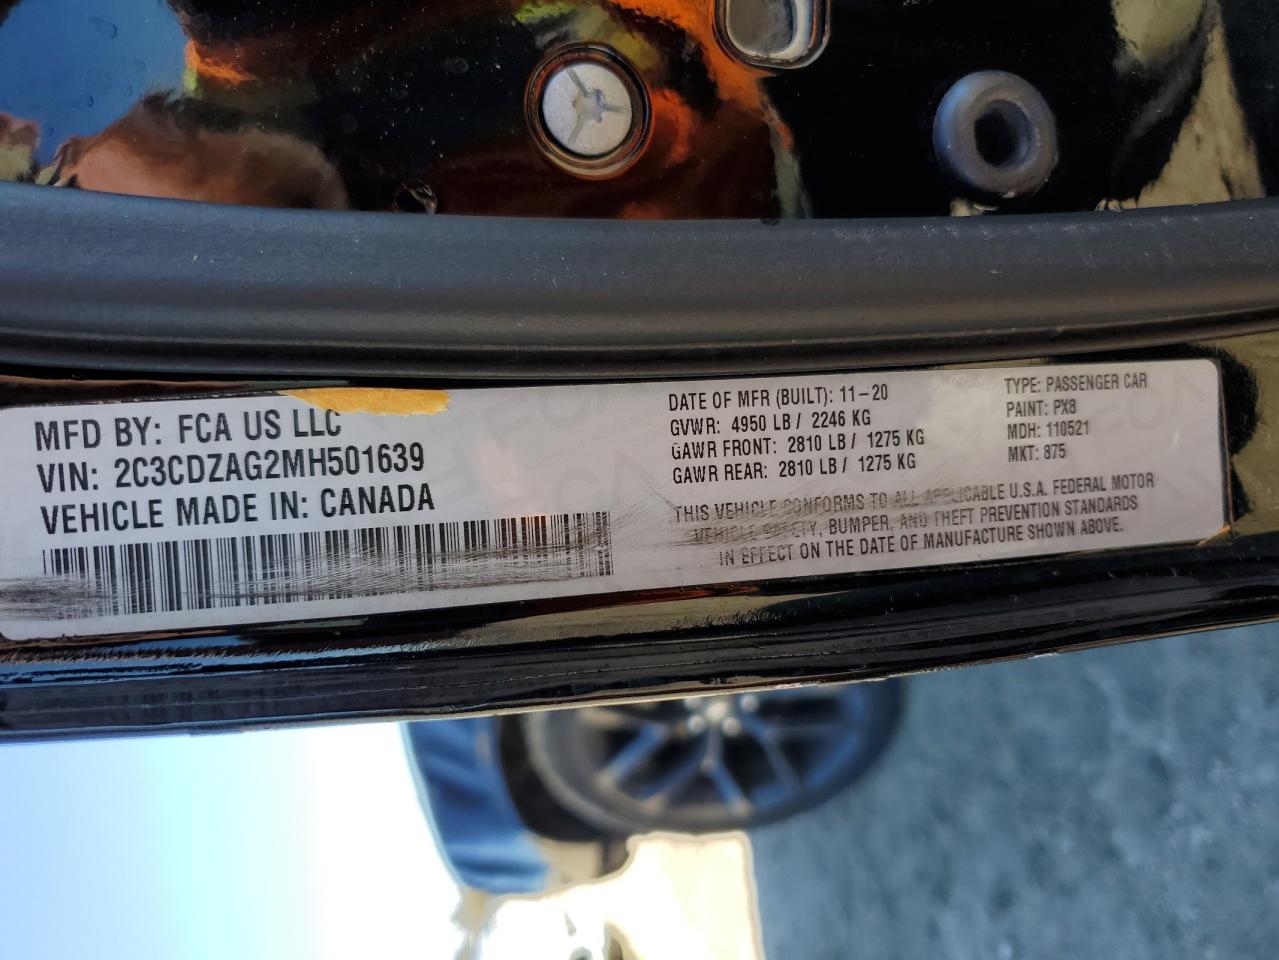 MFD BY: FCA US LLC
VIN: 2C3CDZAG2MH501639
VEHICLE MADE IN: CANADA
DATE OF MFR (BUILT): 11-20
GVWR: 4950 LB / 2246 KG
GAWR FRONT: 2810 LB / 1275 KG
GAWR REAR: 2810 LB / 1275 KG
TYPE: PASSENGER CAR
PAINT: PX8
MDH: 110521
MKT: 875
THIS VEHICLE CONFORMS TO ALL APPLICABLE U.S.A. FEDERAL MOTOR
VEHICLE SAFETY, BUMPER, AND THEFT PREVENTION STANDARDS
IN EFFECT ON THE DATE OF MANUFACTURE SHOWN ABOVE.